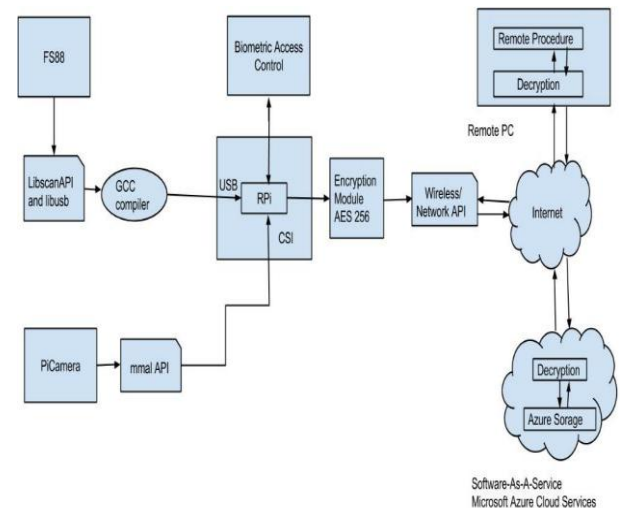 FS88
Biometric Access
Control
Remote Procedure
Decryption
Remote PC
LibscanAPI
and libusb
GCC
compiler
USB
RPi
CSI
Encryption
Module
AES 256
Wireless/
Network API
Internet
PiCamera
mmal API
Decryption
Azure Sorage
Software-As-A-Service
Microsoft Azure Cloud Services